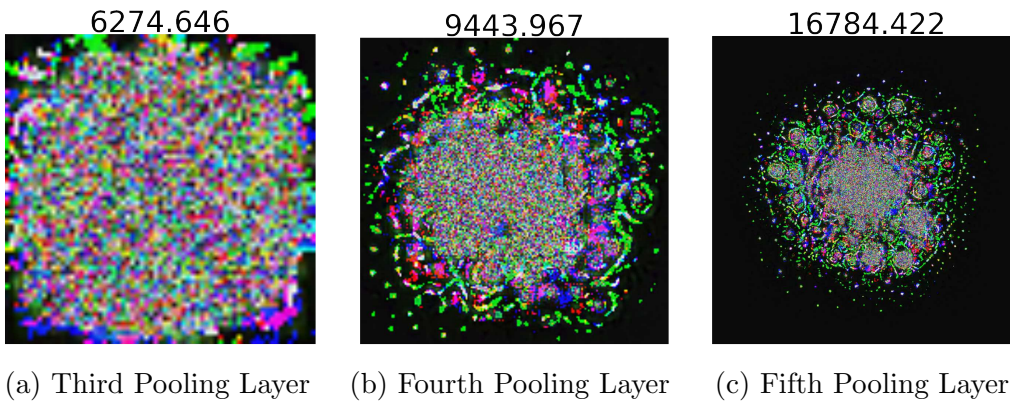 6274.646
9443.967
16784.422
(a) Third Pooling Layer
(b) Fourth Pooling Layer
(c) Fifth Pooling Layer